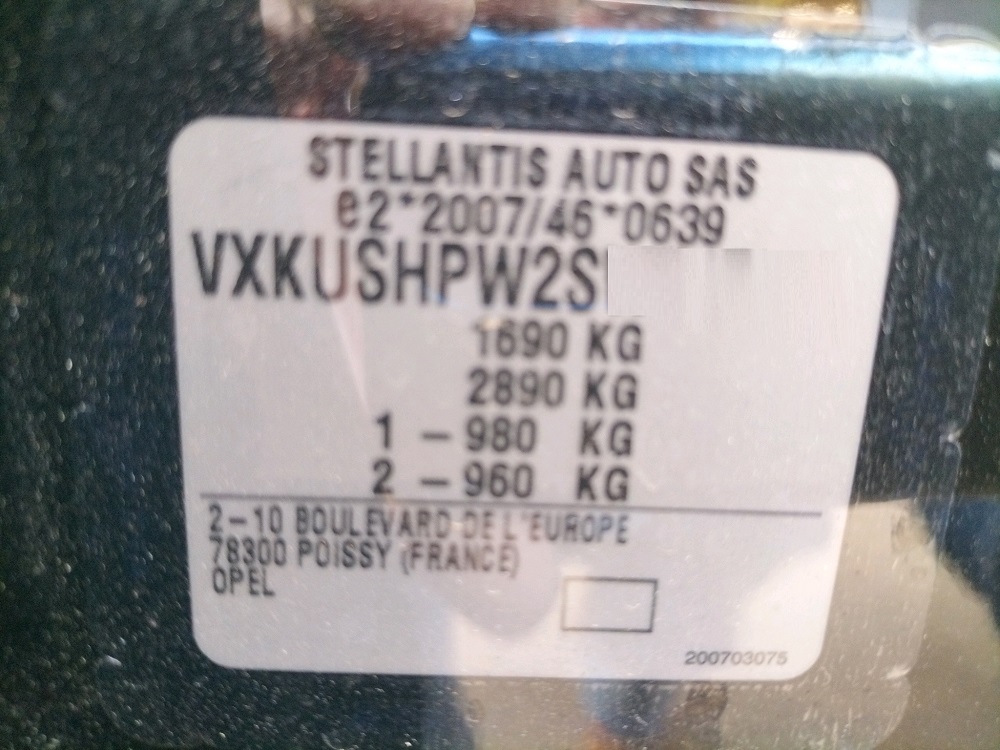 STELLANTIS AUTO SAS
e2*2007/46*0639
VXKUSHPW2S
1690 KG
2890 KG
1 - 980 KG
2 - 960 KG
2-10 BOULEVARD DE L'EUROPE
78300 POISSY (FRANCE)
OPEL
200703075